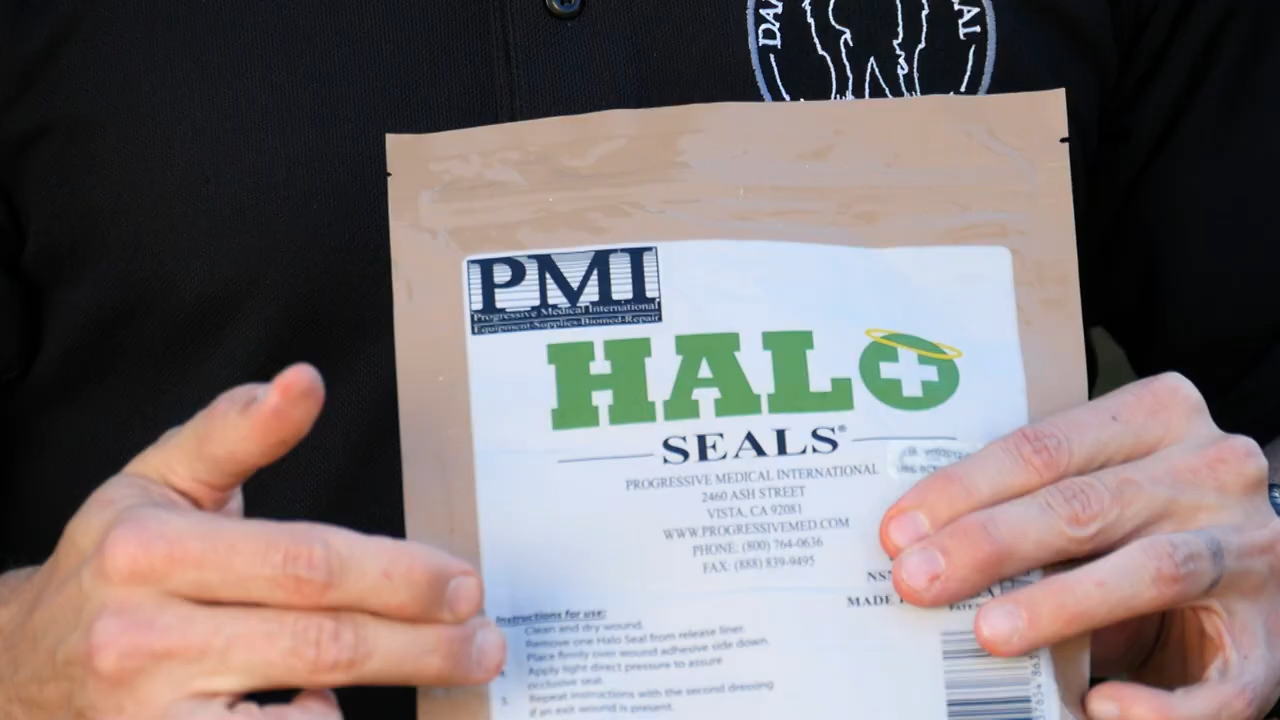 PMI
Progressive Medical International
Equipment-Supplies-Biomed-Repair
HALO
SEALS®
PROGRESSIVE MEDICAL INTERNATIONAL
2460 ASH STREET
VISTA, CA 92081
WWW.PROGRESSIVEMED.COM
PHONE: (800) 764-0636
FAX: (888) 839-9495
MADE
Instructions for use:
Clean and dry wound.
Remove one Halo Seal from release liner.
Place firmly over wound adhesive side down.
Apply light direct pressure to assure
occlusive seal.
5. Repeat instructions with the second dressing
if an exit wound is present.